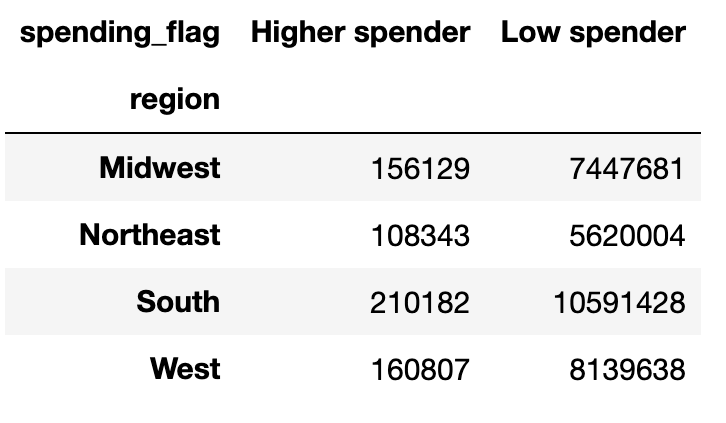 spending_flag Higher spender Low spender
region
Midwest 156129 7447681
Northeast 108343 5620004
South 210182 10591428
West 160807 8139638